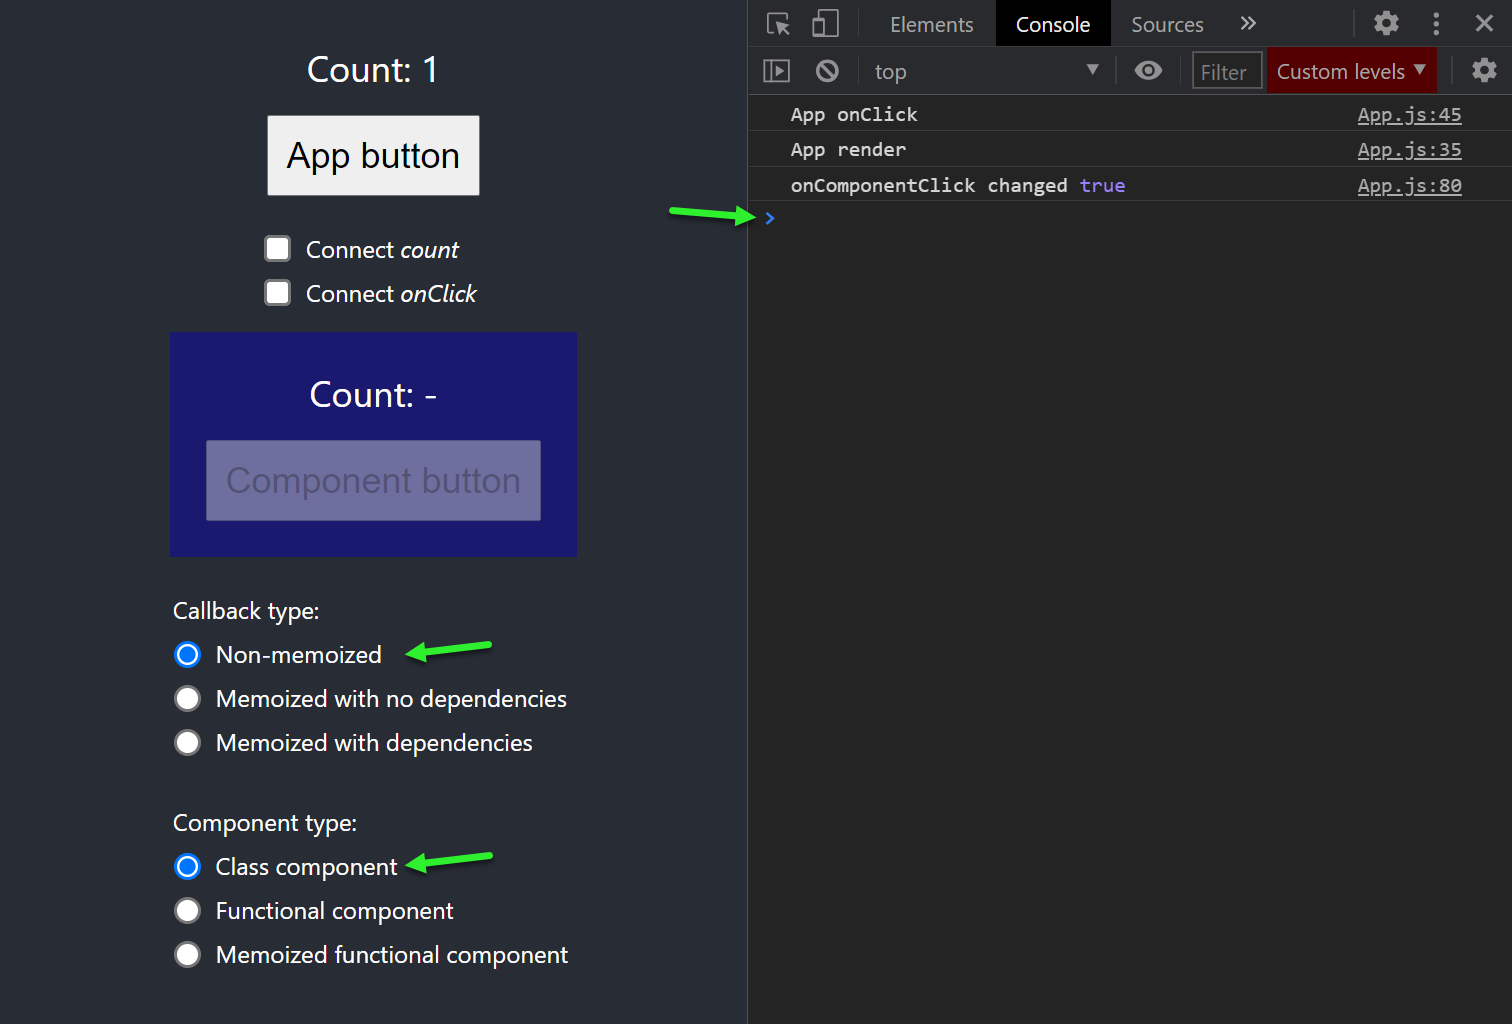 Count: 1
App button
Connect count
Connect onClick
Count: -
Component button
Callback type:
Non-memoized
Memoized with no dependencies
Memoized with dependencies
Component type:
Class component
Functional component
Memoized functional component
Elements Console Sources
top Filter Custom levels
App onClick App.js:45
App render App.js:35
onComponentClick changed true App.js:80